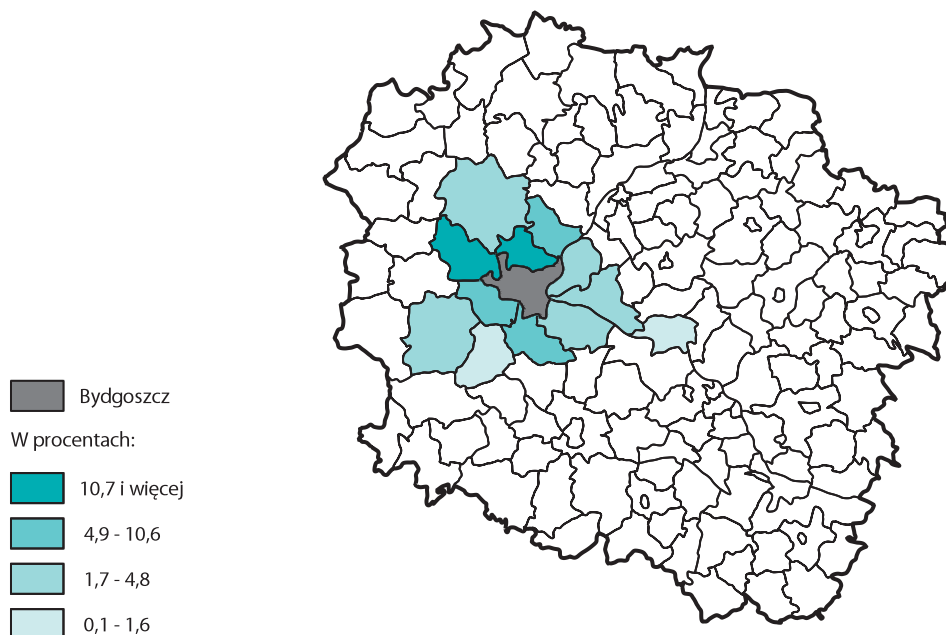 Bydgoszcz
W procentach:
10,7 i więcej
4,9 - 10,6
1,7 - 4,8
0,1 - 1,6